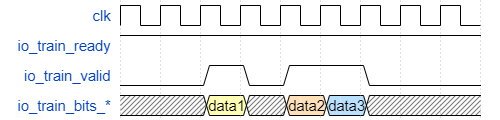 clk
io_train_ready
io_train_valid
io_train_bits_* data1 data2 data3